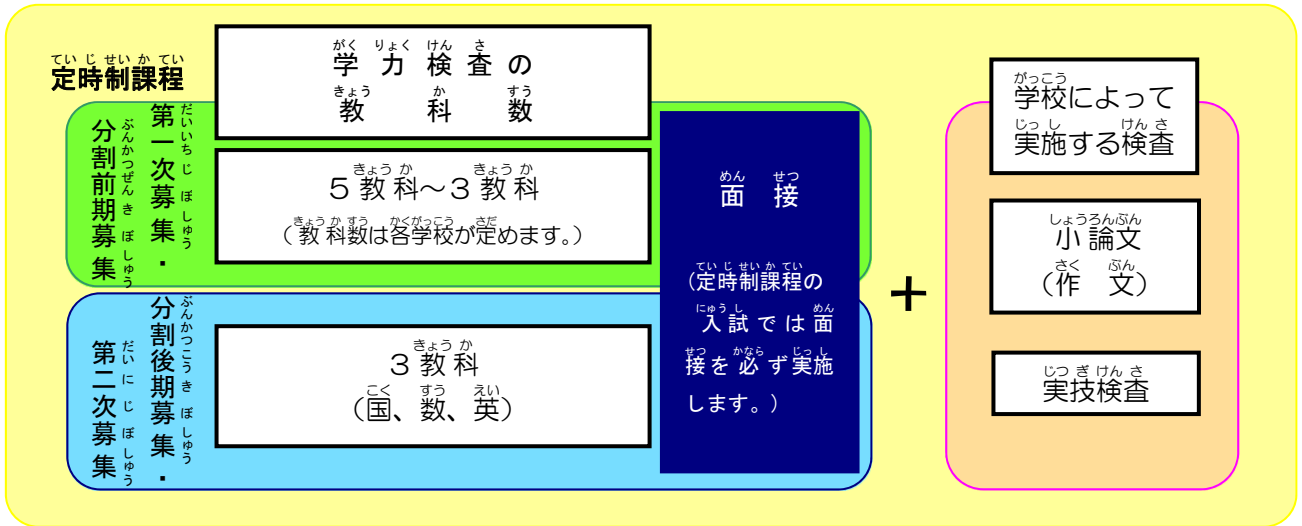 定時制課程
学力検査の
教科数
第一次募集・
分割前期募集
5教科～3教科
(教科数は各学校が定めます。)
分割後期募集・
第二次募集
3教科
(国、数、英)
面接
(定時制課程の
入試では面
接を必ず実施
します。)
+
学校によって
実施する検査
小論文
(作文)
実技検査